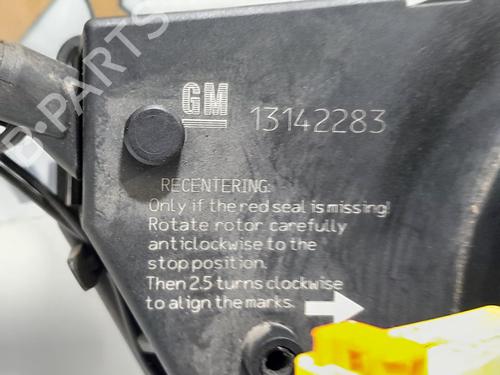 B-PARTS
GM
13142283
RECENTERING:
Only if the red seal is missing!
Rotate rotor carefully
anticlockwise to the
stop position.
Then 2.5 turns clockwise
to align the marks.